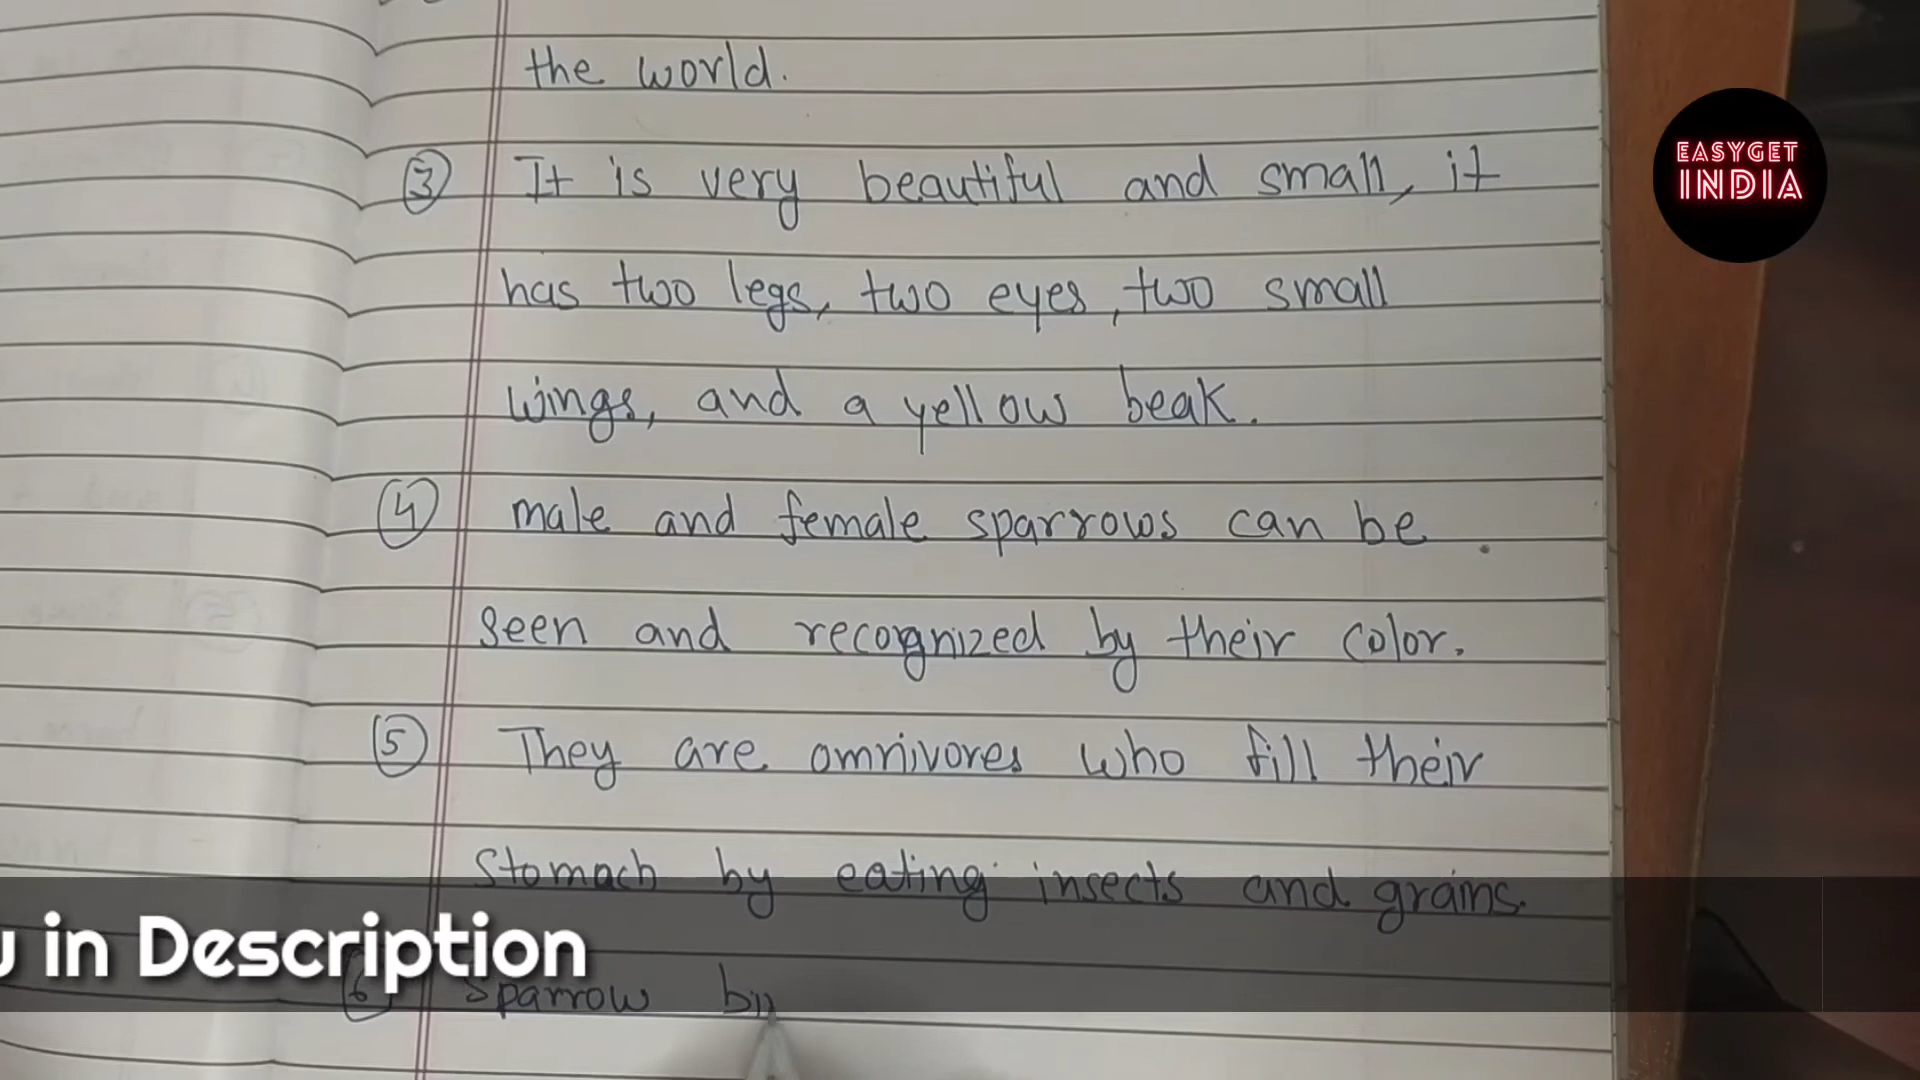 the world.
EASYGET
INDIA
③ It is very beautiful and small, it
has two legs, two eyes, two small
wings, and a yellow beak.
④ male and female sparrows can be
seen and recognized by their color.
⑤ They are omnivores who fill their
stomach by eating insects and grains.
in Description
⑥ Sparrow